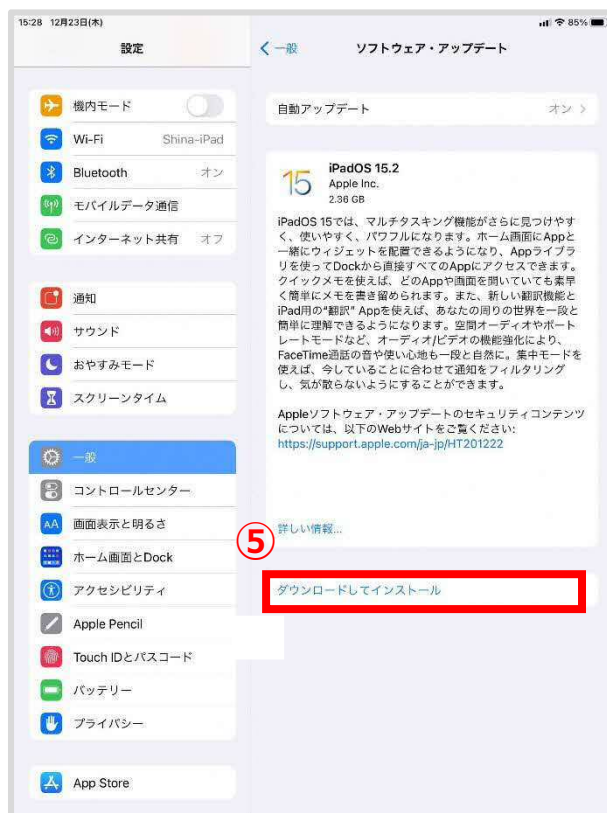 15:28 12月23日(木)
85%
設定
一般
ソフトウェア・アップデート
機内モード
Wi-Fi Shina-iPad
Bluetooth オン
モバイルデータ通信
インターネット共有 オフ
通知
サウンド
おやすみモード
スクリーンタイム
一般
コントロールセンター
AA 画面表示と明るさ
ホーム画面とDock
アクセシビリティ
Apple Pencil
Touch IDとパスコード
バッテリー
プライバシー
App Store
自動アップデート オン
15
iPadOS 15.2
Apple Inc.
2.36 GB
iPadOS 15では、マルチタスキング機能がさらに見つけやす
く、使いやすく、パワフルになります。ホーム画面にAppと
一緒にウィジェットを配置できるようになり、Appライブラ
リを使ってDockから直接すべてのAppにアクセスできます。
クイックメモを使えば、どのAppや画面を開いていても素早
く簡単にメモを書き留められます。また、新しい翻訳機能と
iPad用の“翻訳” Appを使えば、あなたの周りの世界を一段と
簡単に理解できるようになります。空間オーディオやポート
レートモードなど、オーディオ/ビデオの機能強化により、
FaceTime通話の音や使い心地も一段と自然に。集中モードを
使えば、今していることに合わせて通知をフィルタリング
し、気が散らないようにすることができます。
Appleソフトウェア・アップデートのセキュリティコンテンツ
については、以下のWebサイトをご覧ください:
https://support.apple.com/ja-jp/HT201222
詳しい情報...
⑤
ダウンロードしてインストール